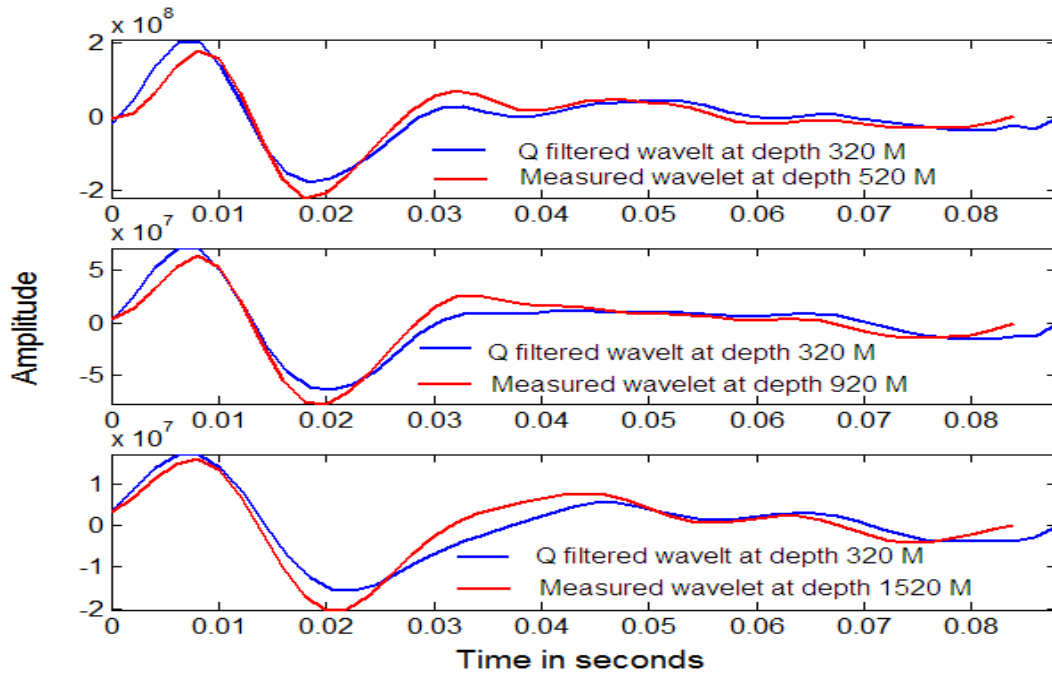 x 10^8
2
0
-2
Q filtered wavelt at depth 320 M
Measured wavelet at depth 520 M
0 0.01 0.02 0.03 0.04 0.05 0.06 0.07 0.08
x 10^7
5
0
-5
Amplitude
Q filtered wavelt at depth 320 M
Measured wavelet at depth 920 M
0 0.01 0.02 0.03 0.04 0.05 0.06 0.07 0.08
x 10^7
1
0
-1
-2
Q filtered wavelt at depth 320 M
Measured wavelet at depth 1520 M
0 0.01 0.02 0.03 0.04 0.05 0.06 0.07 0.08
Time in seconds